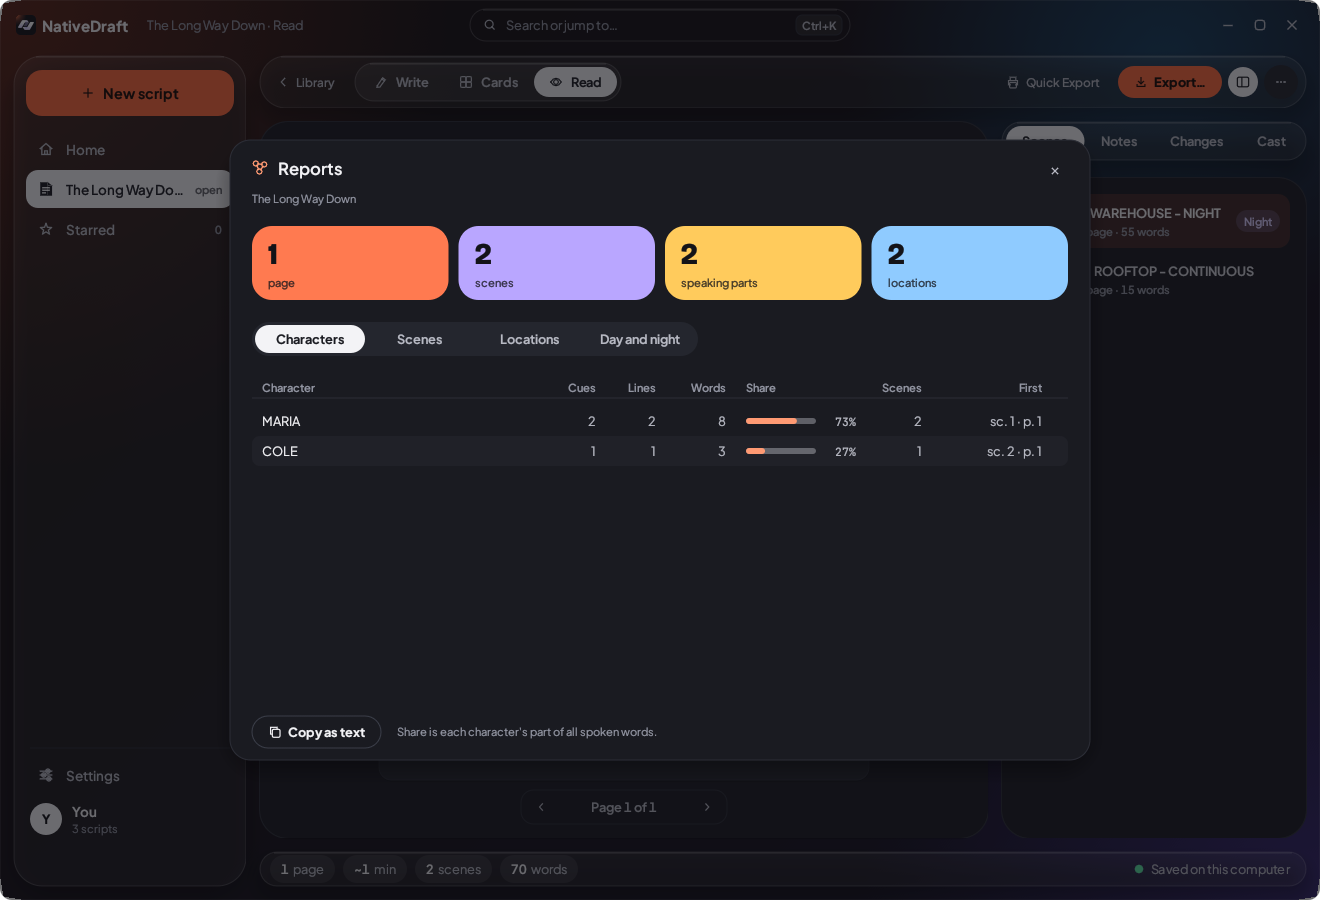 NativeDraft
The Long Way Down · Read
Search or jump to...
Ctrl+K
+ New script
Home
The Long Way Do... open
Starred 0
Settings
Y
You
3 scripts
Library
Write
Cards
Read
Quick Export
Export...
Notes
Changes
Cast
WAREHOUSE - NIGHT
Night
page · 55 words
ROOFTOP - CONTINUOUS
page · 15 words
Reports
The Long Way Down
1
page
2
scenes
2
speaking parts
2
locations
Characters
Scenes
Locations
Day and night
Character Cues Lines Words Share Scenes First
MARIA 2 2 8 73% 2 sc. 1 · p. 1
COLE 1 1 3 27% 1 sc. 2 · p. 1
Copy as text
Share is each character's part of all spoken words.
Page 1 of 1
1 page
~1 min
2 scenes
70 words
Saved on this computer